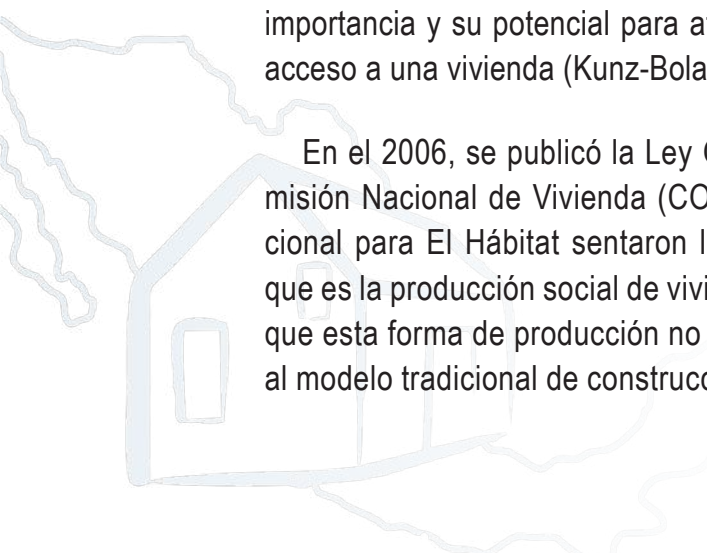 importancia y su potencial para
acceso a una vivienda (Kunz-Bola
En el 2006, se publicó la Ley
misión Nacional de Vivienda (CO
cional para El Hábitat sentaron
que es la producción social de
que esta forma de producción no
al modelo tradicional de